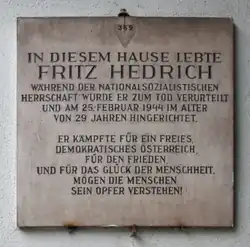 385
IN DIESEM HAUSE LEBTE
FRITZ HEDRICH
WÄHREND DER NATIONALSOZIALISTISCHEN
HERRSCHAFT WURDE ER ZUM TOD VERURTEILT
UND AM 25. FEBRUAR 1944 IM ALTER
VON 29 JAHREN HINGERICHTET.
ER KÄMPFTE FÜR EIN FREIES,
DEMOKRATISCHES ÖSTERREICH,
FÜR DEN FRIEDEN
UND FÜR DAS GLÜCK DER MENSCHHEIT,
MÖGEN DIE MENSCHEN
SEIN OPFER VERSTEHEN!